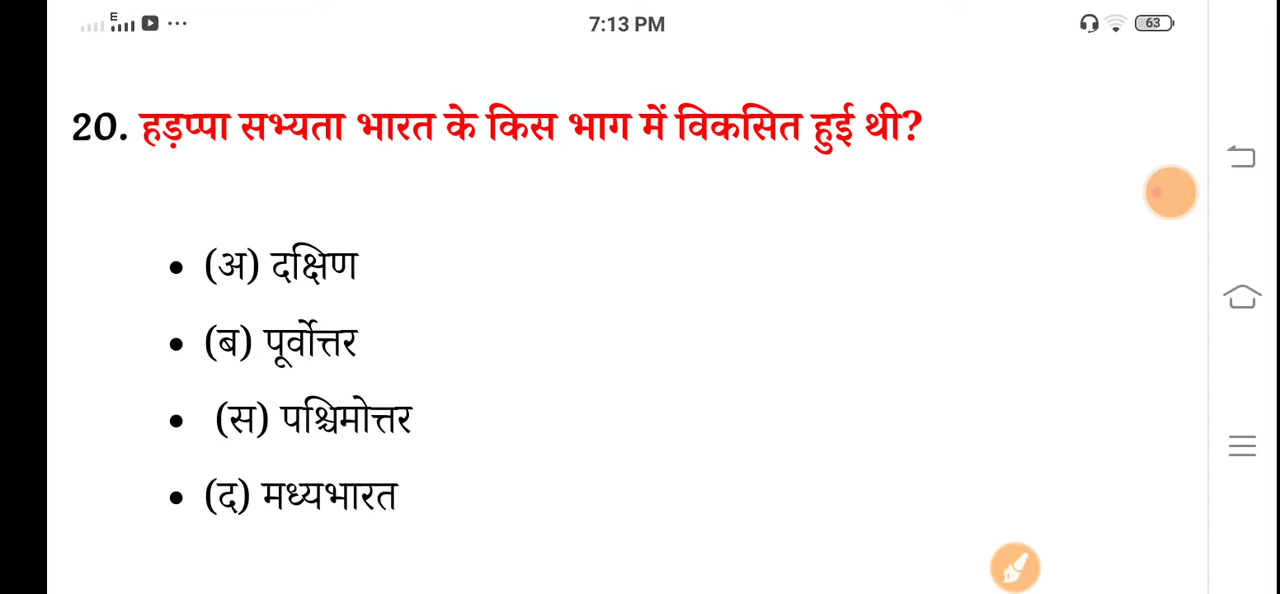 E
7:13 PM
63
20. हड़प्पा सभ्यता भारत के किस भाग में विकसित हुई थी?
• (अ) दक्षिण
• (ब) पूर्वोत्तर
• (स) पश्चिमोत्तर
• (द) मध्यभारत